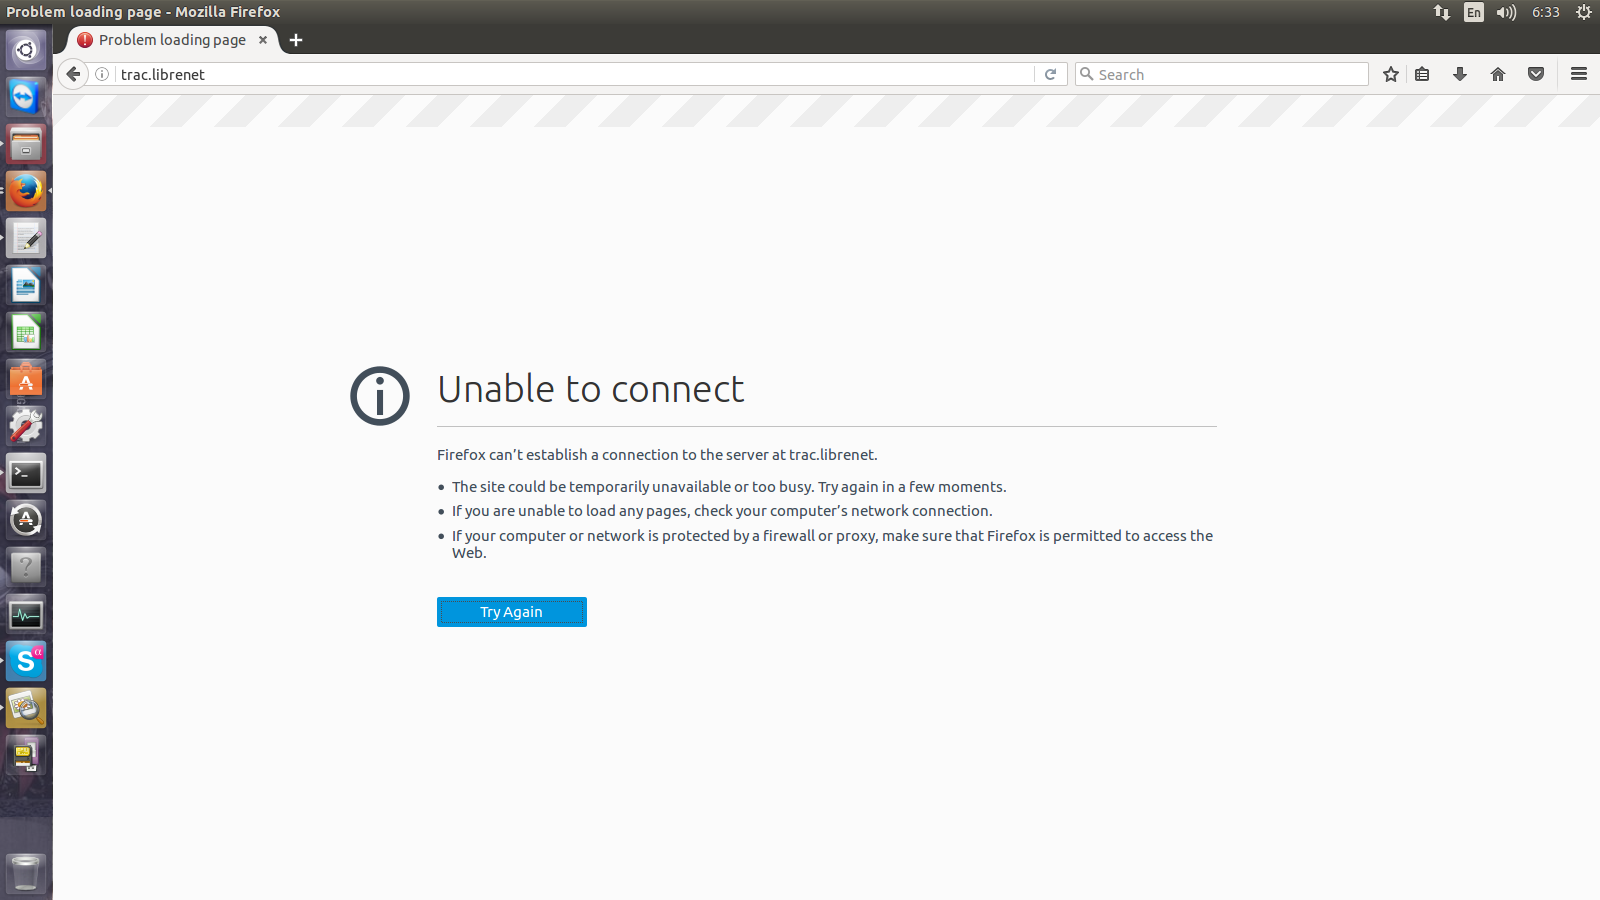 Problem loading page - Mozilla Firefox
En
6:33
Problem loading page
trac.librenet
Search
Unable to connect
Firefox can’t establish a connection to the server at trac.librenet.
• The site could be temporarily unavailable or too busy. Try again in a few moments.
• If you are unable to load any pages, check your computer’s network connection.
• If your computer or network is protected by a firewall or proxy, make sure that Firefox is permitted to access the
Web.
Try Again